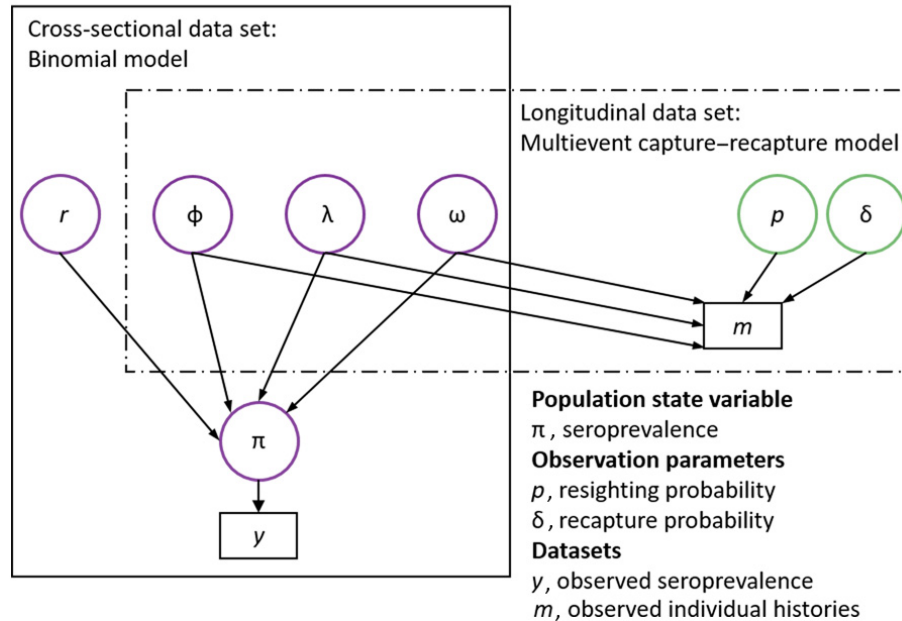 Cross-sectional data set:
Binomial model
Longitudinal data set:
Multievent capture–recapture model
r
ϕ
λ
ω
p
δ
m
π
y
Population state variable
π, seroprevalence
Observation parameters
p, resighting probability
δ, recapture probability
Datasets
y, observed seroprevalence
m, observed individual histories